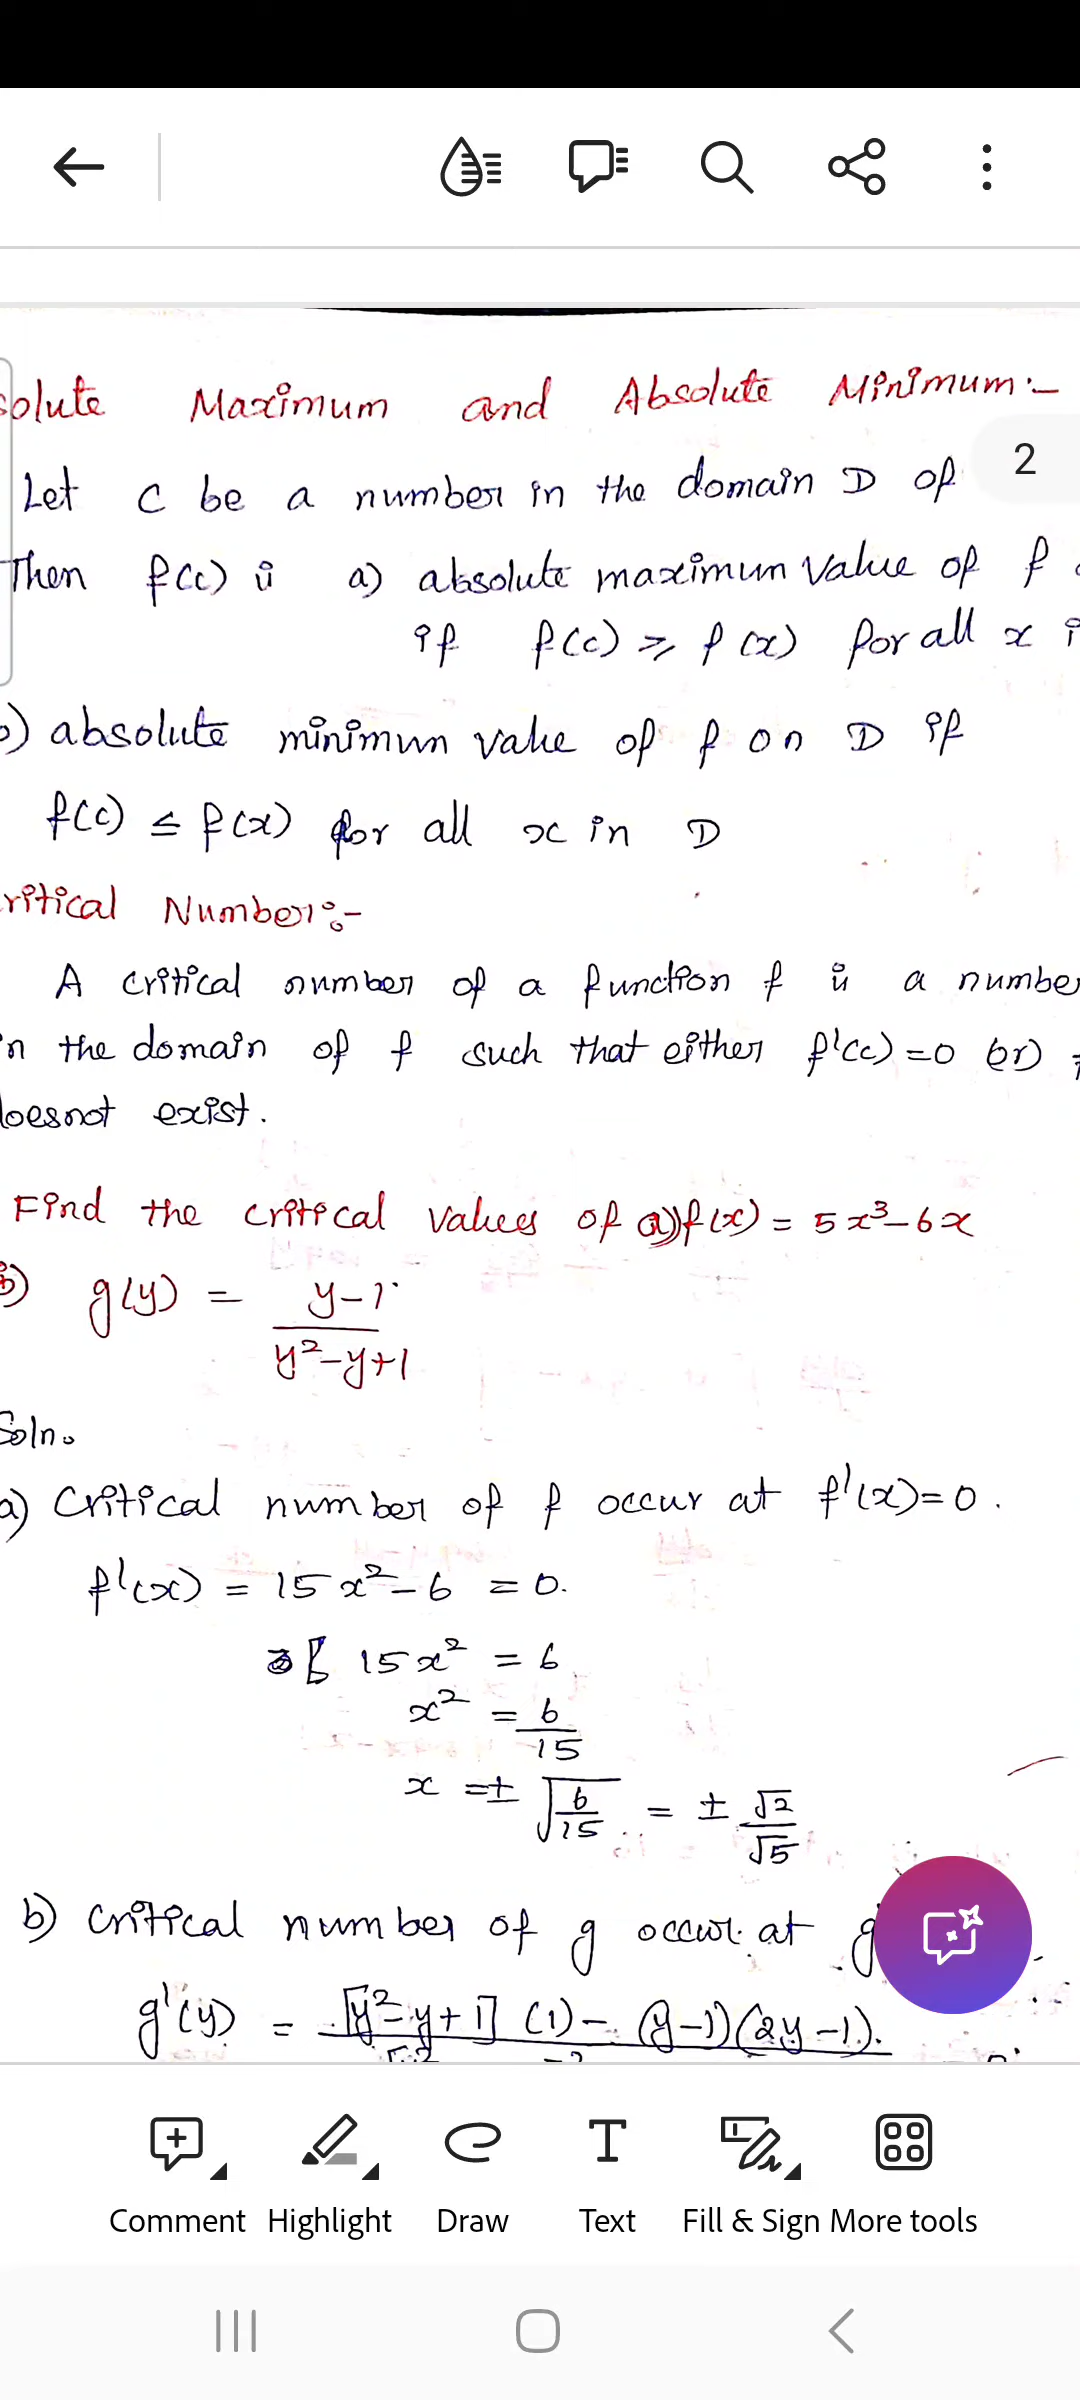 2
solute Maximum and Absolute Minimum:-
Let C be a number in the domain D of
Then f(c) is a) absolute maximum Value of f
if f(c) ≥ f(x) for all x i
b) absolute minimum value of f on D if
f(c) ≤ f(x) for all x in D
ritical Number:-
A critical number of a function f is a number
in the domain of f such that either f'(c)=0 (or)
doesnot exist.
Find the critical values of a) f(x) = 5x³-6x
b) g(y) = y-1 / y²-y+1
Soln.
a) Critical number of f occur at f'(x)=0.
f'(x) = 15x²-6 = 0.
15x² = 6
x² = 6/15
x = ± √6/15 = ± √2/√5
b) critical number of g occur at g
g'(y) = [y²-y+1] (1) - (y-1)(2y-1).
Comment Highlight Draw Text Fill & Sign More tools